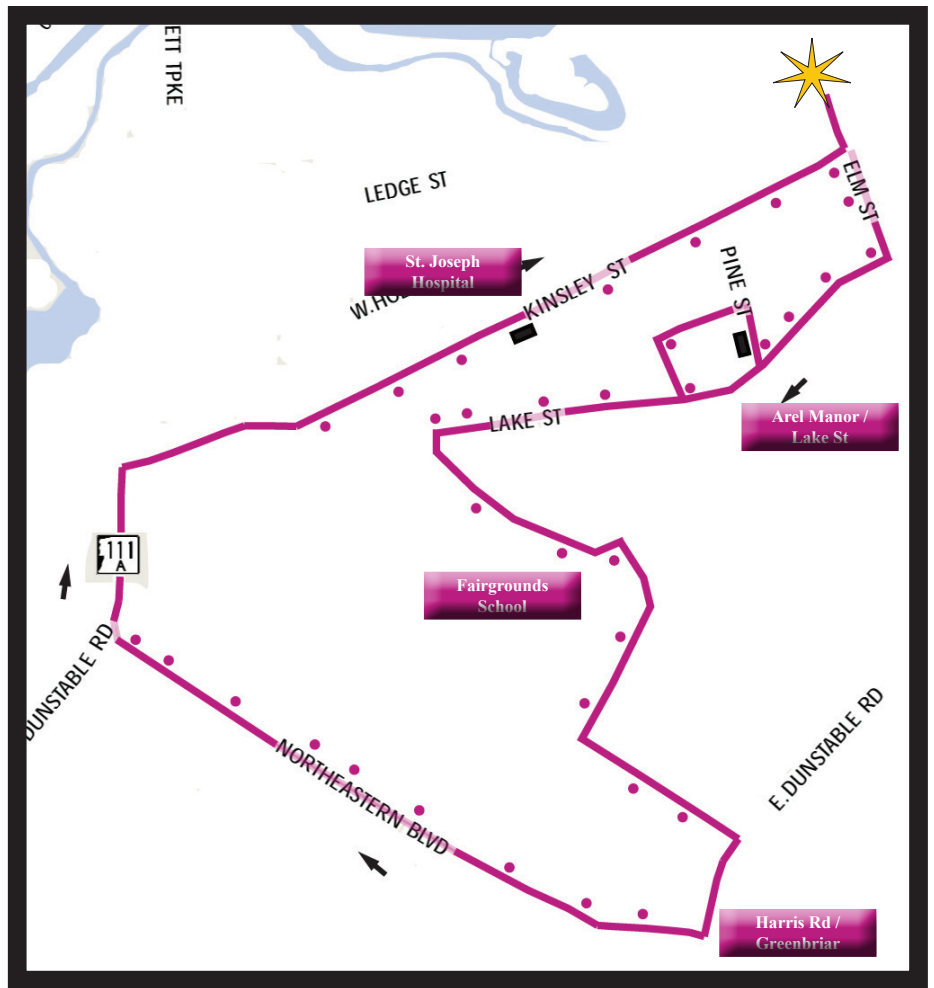 ETT TPKE
LEDGE ST
ELM ST
St. Joseph
Hospital
PINE ST
KINSLEY ST
Arel Manor /
Lake St
LAKE ST
111
A
Fairgrounds
School
DUNSTABLE RD
E. DUNSTABLE RD
NORTHEASTERN BLVD
Harris Rd /
Greenbriar